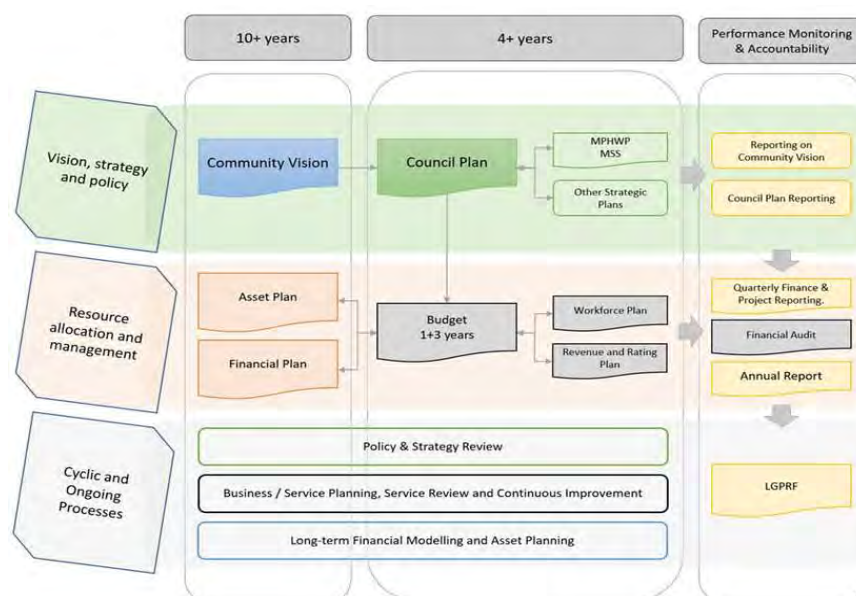 10+ years
4+ years
Performance Monitoring
& Accountability
Vision, strategy
and policy
Community Vision
Council Plan
MPHWP
MSS
Other Strategic
Plans
Reporting on
Community Vision
Council Plan Reporting
Resource
allocation and
management
Asset Plan
Financial Plan
Budget
1+3 years
Workforce Plan
Revenue and Rating
Plan
Quarterly Finance &
Project Reporting.
Financial Audit
Annual Report
Cyclic and
Ongoing
Processes
Policy & Strategy Review
Business / Service Planning, Service Review and Continuous Improvement
Long-term Financial Modelling and Asset Planning
LGPRF